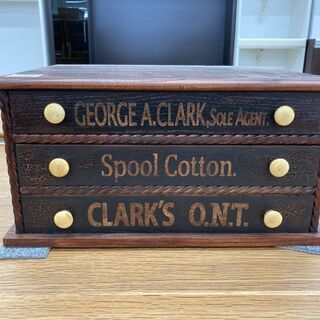 GEORGE A. CLARK, SOLE AGENT
Spool Cotton.
CLARK'S O.N.T.